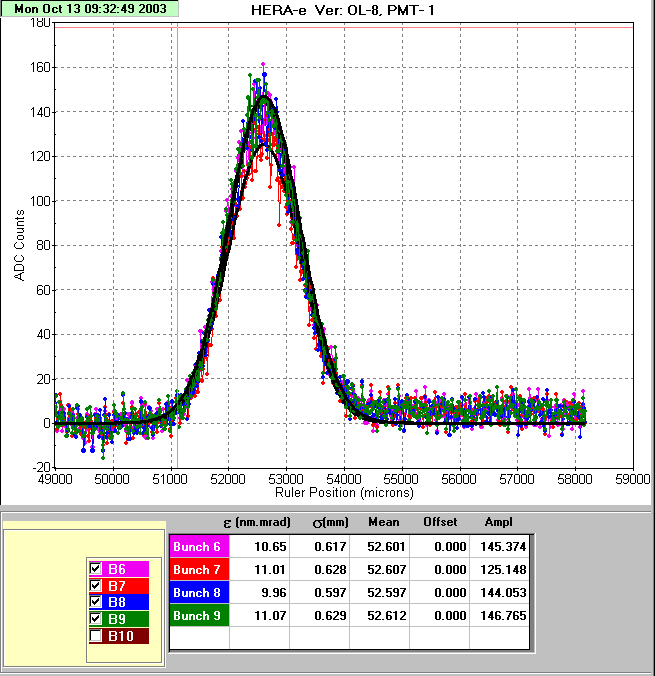 Mon Oct 13 09:32:49 2003
HERA-e Ver: OL-8, PMT- 1
180
160
140
120
100
80
60
40
20
0
-20
ADC Counts
49000 50000 51000 52000 53000 54000 55000 56000 57000 58000 59000
Ruler Position (microns)
ε (nm.mrad) σ(mm) Mean Offset Ampl
Bunch 6 10.65 0.617 52.601 0.000 145.374
Bunch 7 11.01 0.628 52.607 0.000 125.148
Bunch 8 9.96 0.597 52.597 0.000 144.053
Bunch 9 11.07 0.629 52.612 0.000 146.765
B6
B7
B8
B9
B10